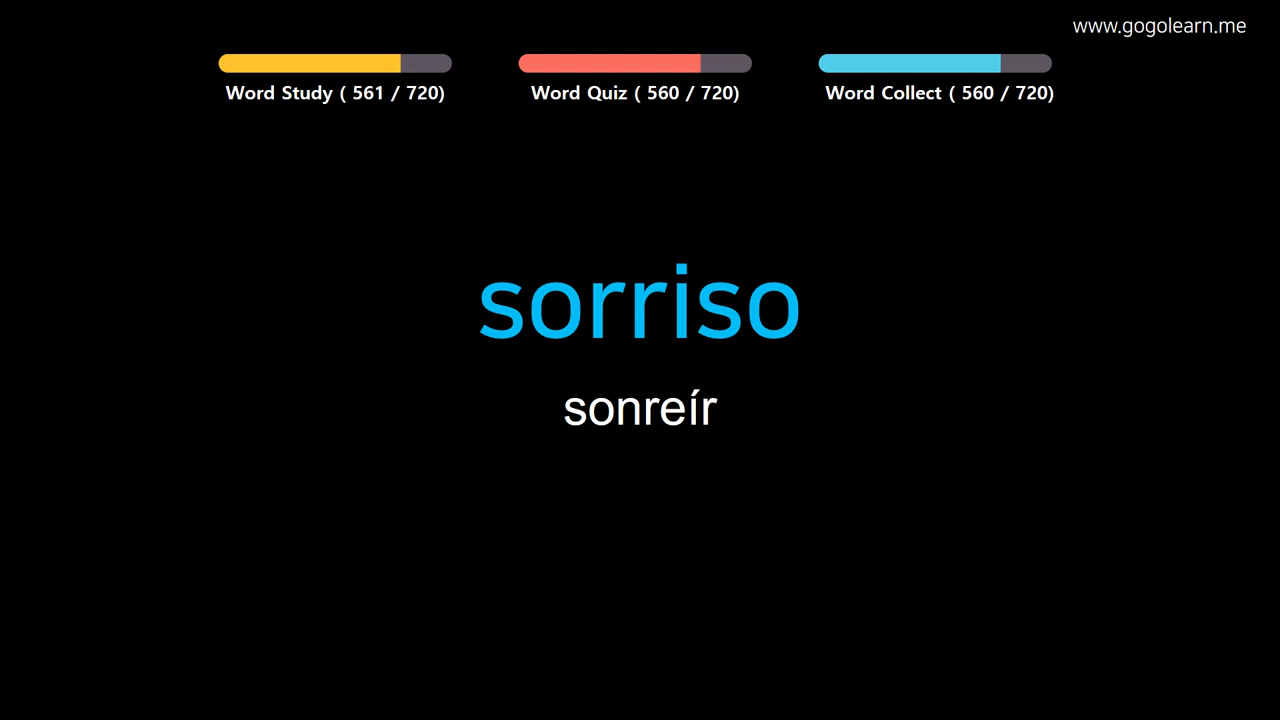 www.gogolearn.me
Word Study ( 561 / 720)
Word Quiz ( 560 / 720)
Word Collect ( 560 / 720)
sorriso
sonreír